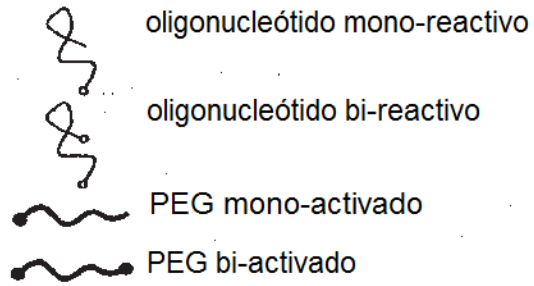 oligonucleótido mono-reactivo
oligonucleótido bi-reactivo
PEG mono-activado
PEG bi-activado